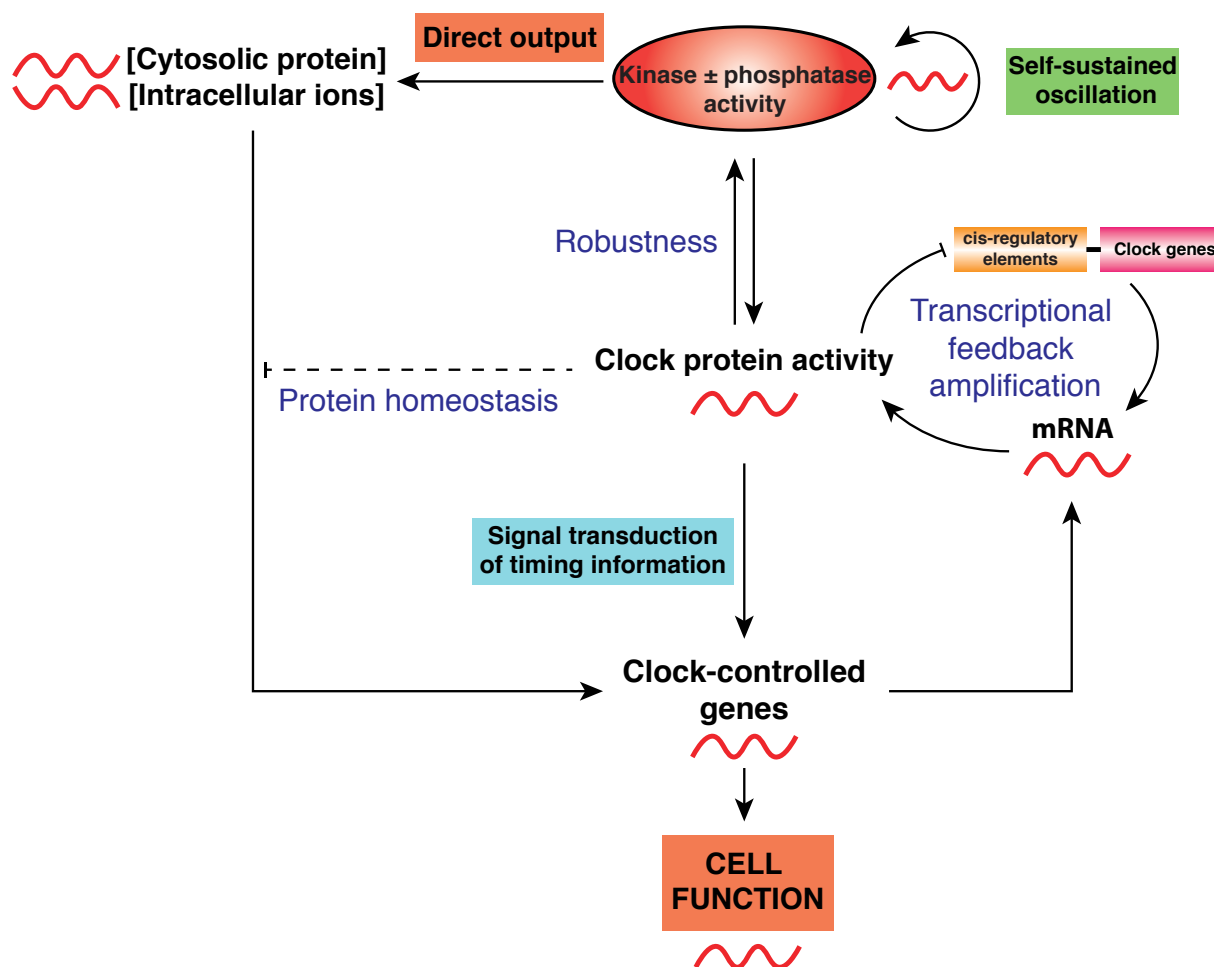 Direct output
[Cytosolic protein]
[Intracellular ions]
Kinase ± phosphatase
activity
Self-sustained
oscillation
Robustness
cis-regulatory
elements
Clock genes
Transcriptional
feedback
amplification
Clock protein activity
Protein homeostasis
mRNA
Signal transduction
of timing information
Clock-controlled
genes
CELL
FUNCTION